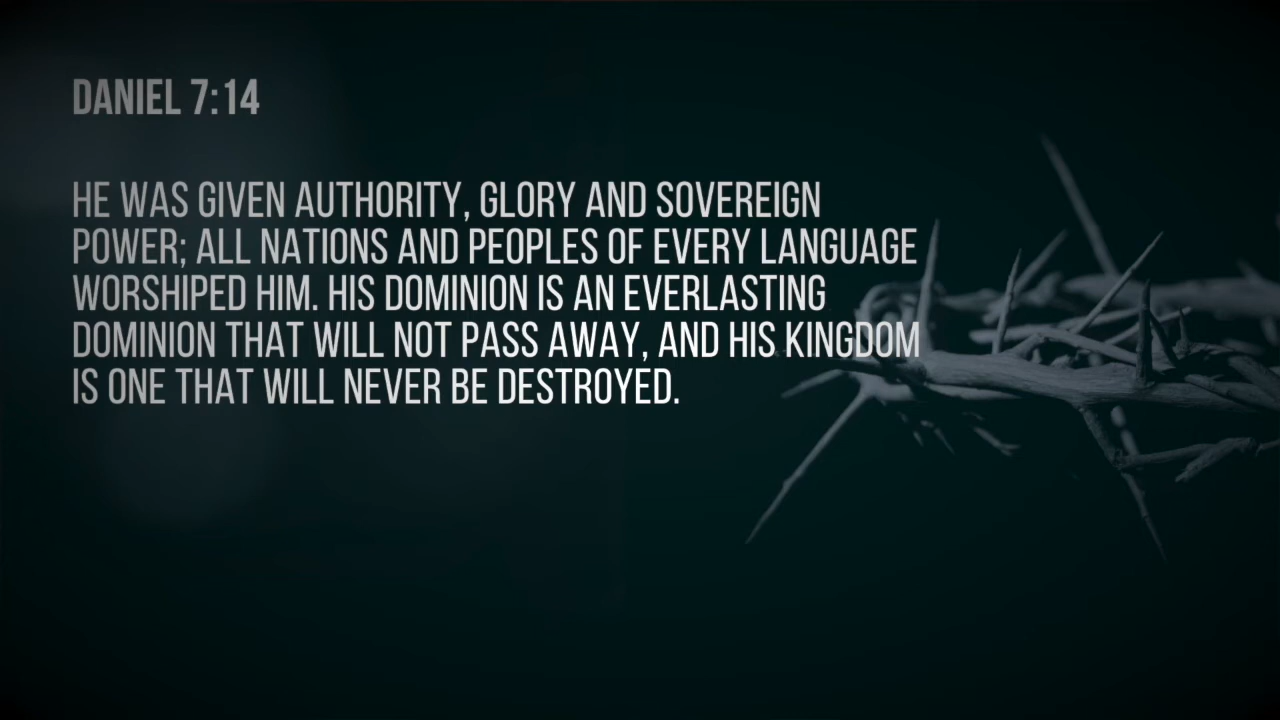 DANIEL 7:14
HE WAS GIVEN AUTHORITY, GLORY AND SOVEREIGN
POWER; ALL NATIONS AND PEOPLES OF EVERY LANGUAGE
WORSHIPED HIM. HIS DOMINION IS AN EVERLASTING
DOMINION THAT WILL NOT PASS AWAY, AND HIS KINGDOM
IS ONE THAT WILL NEVER BE DESTROYED.